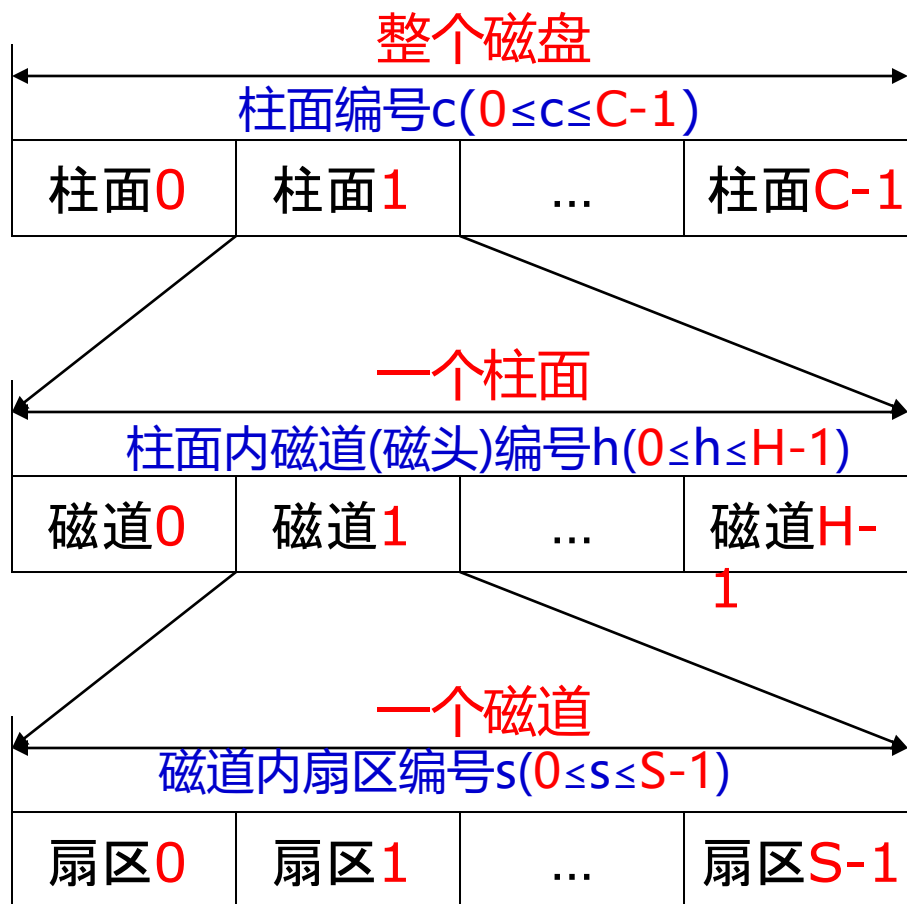 整个磁盘
柱面编号c(0≤c≤C-1)
柱面0 柱面1 ... 柱面C-1
一个柱面
柱面内磁道(磁头)编号h(0≤h≤H-1)
磁道0 磁道1 ... 磁道H-
1
一个磁道
磁道内扇区编号s(0≤s≤S-1)
扇区0 扇区1 ... 扇区S-1